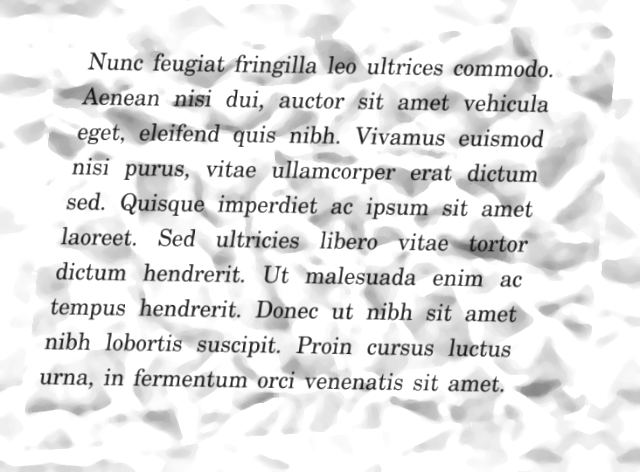 Nunc feugiat fringilla leo ultrices commodo.
Aenean nisi dui, auctor sit amet vehicula
eget, eleifend quis nibh. Vivamus euismod
nisi purus, vitae ullamcorper erat dictum
sed. Quisque imperdiet ac ipsum sit amet
laoreet. Sed ultricies libero vitae tortor
dictum hendrerit. Ut malesuada enim ac
tempus hendrerit. Donec ut nibh sit amet
nibh lobortis suscipit. Proin cursus luctus
urna, in fermentum orci venenatis sit amet.